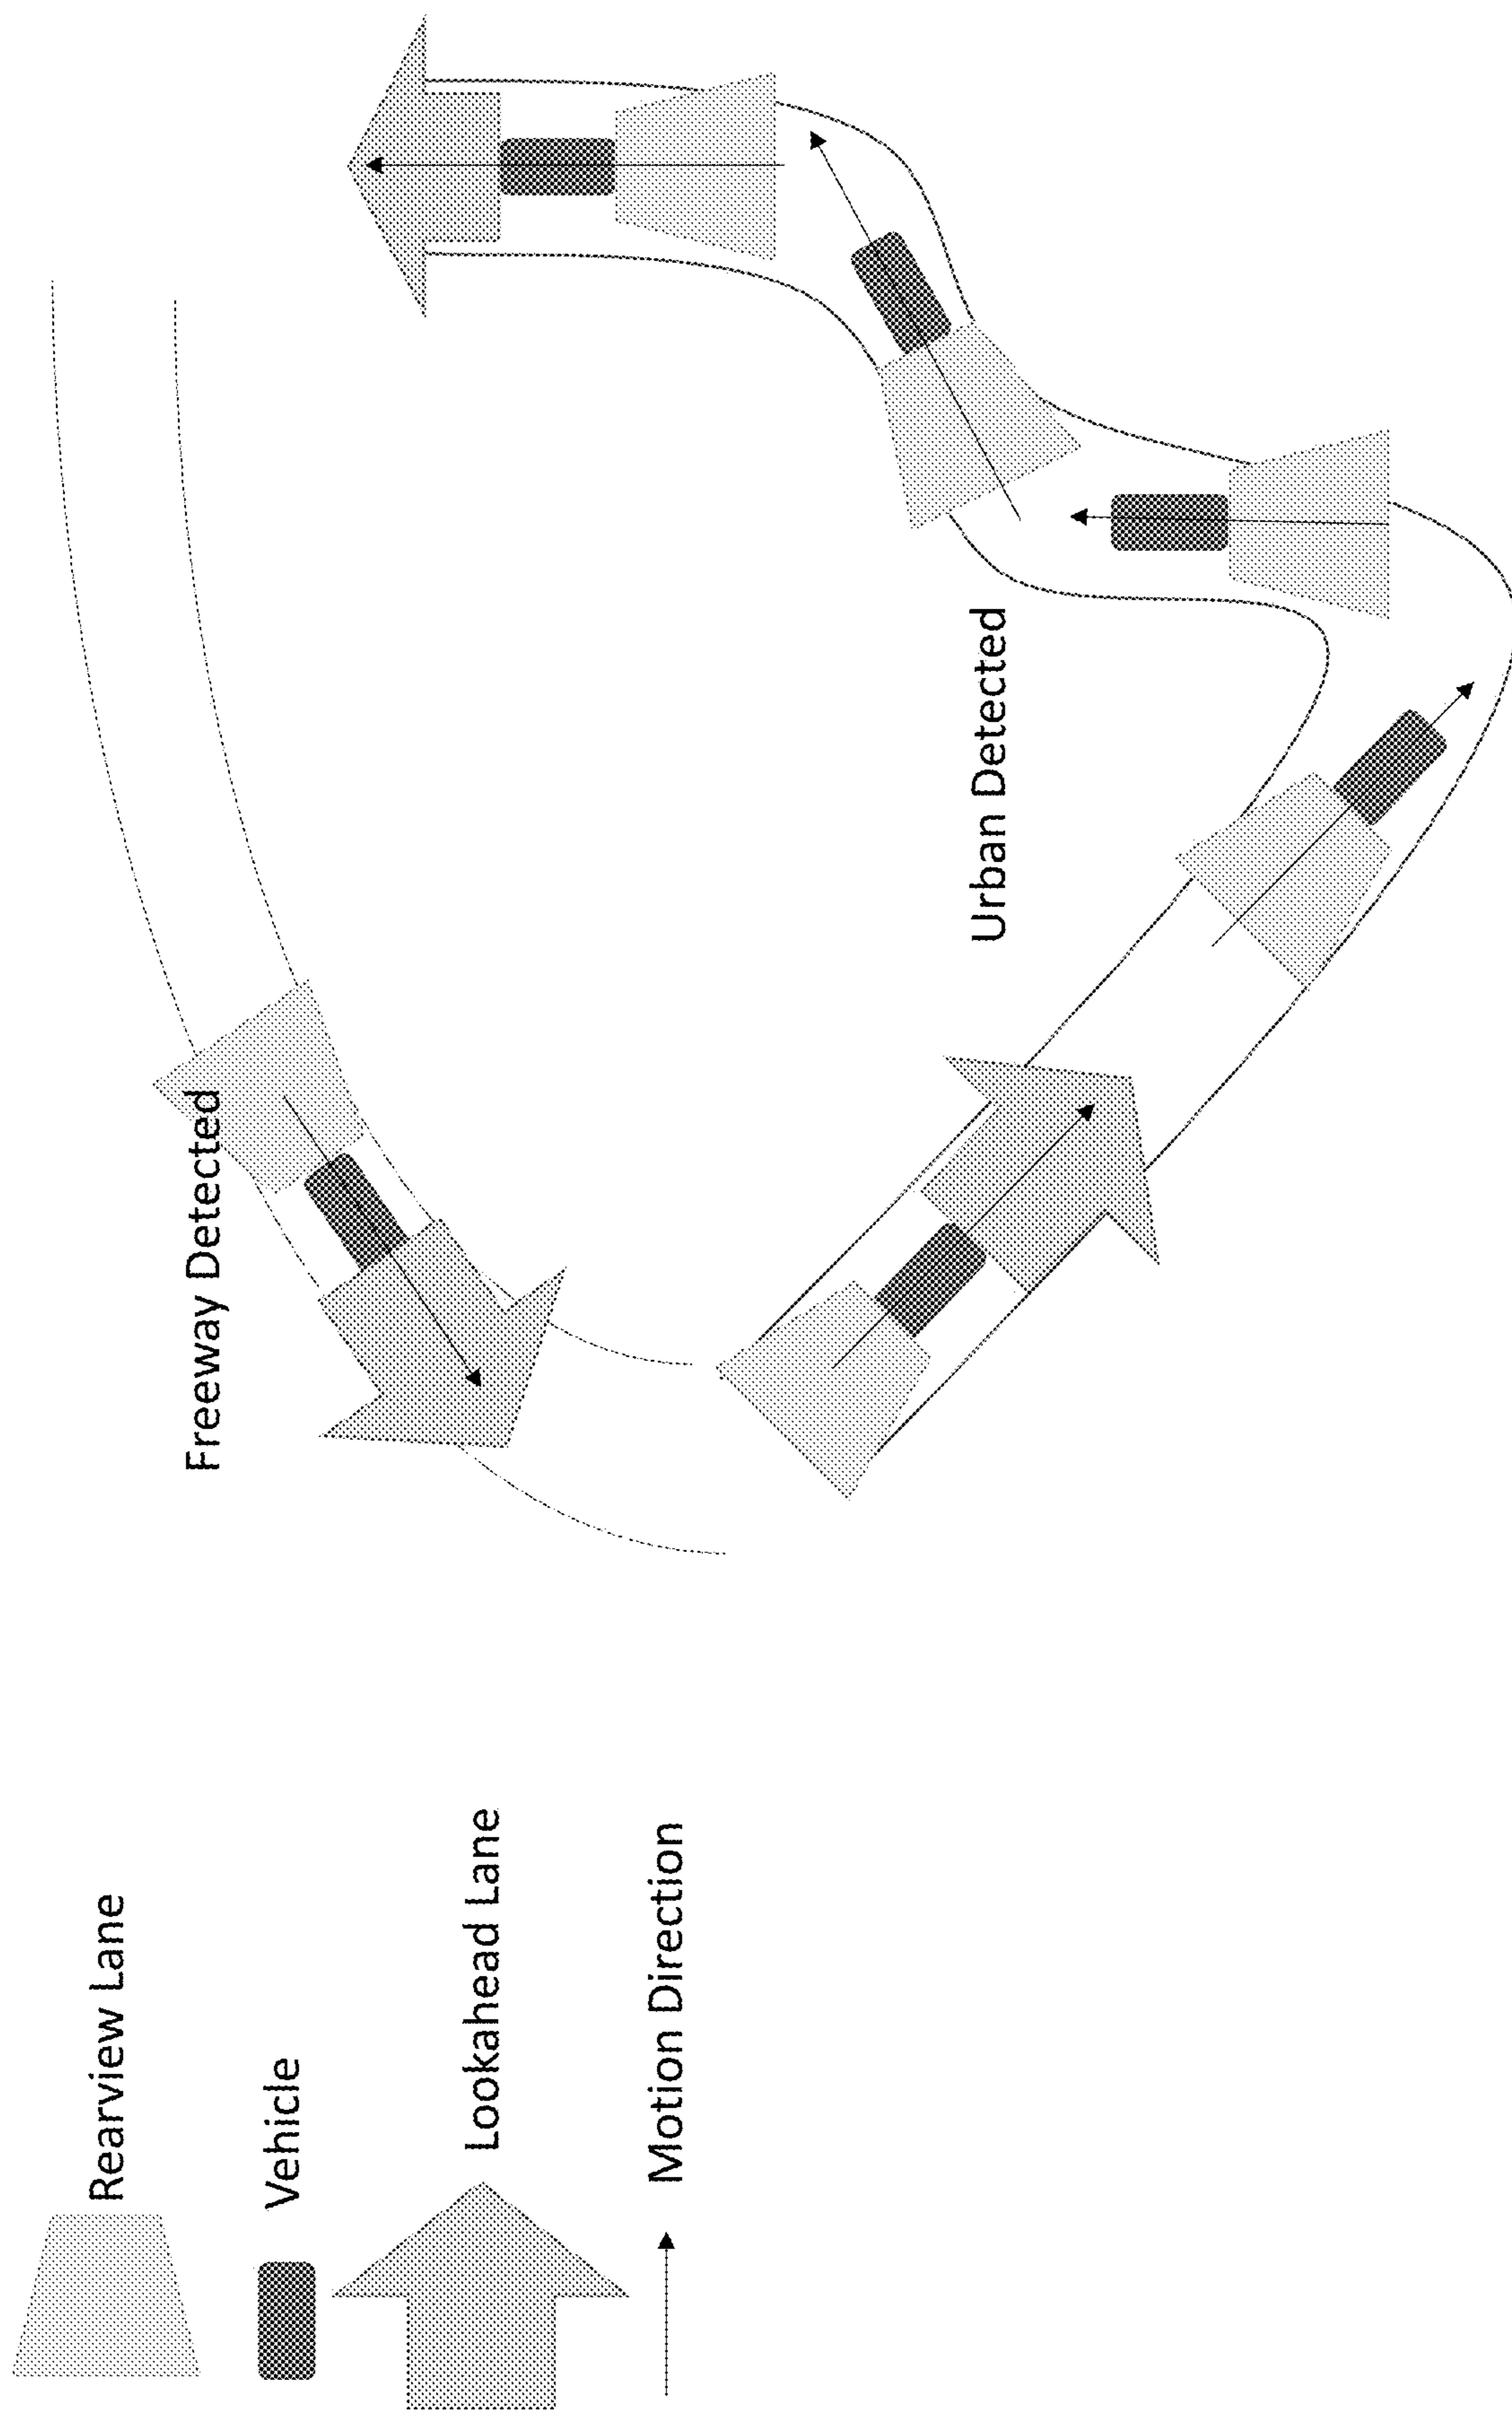 Rearview Lane
Vehicle
Lookahead Lane
Motion Direction
Freeway Detected
Urban Detected